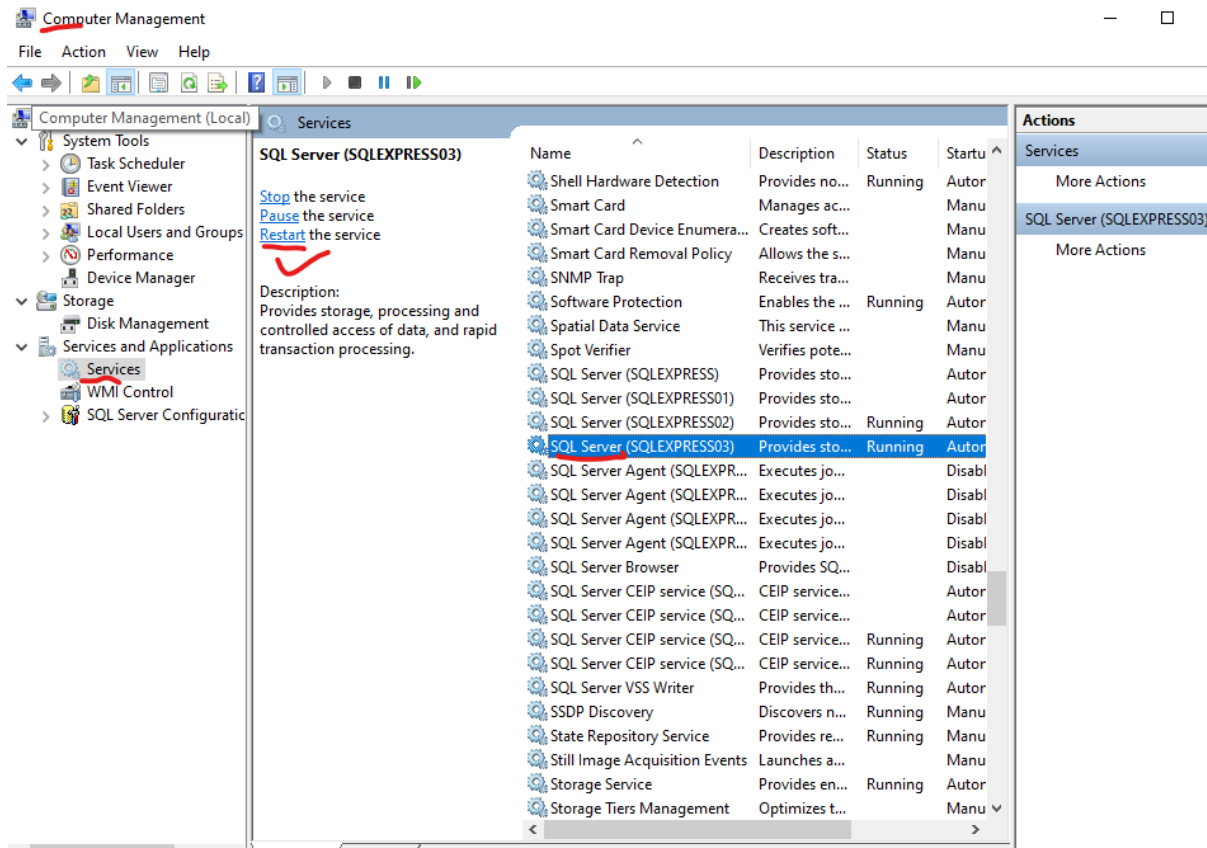 Computer Management
File Action View Help
Computer Management (Local)
System Tools
Task Scheduler
Event Viewer
Shared Folders
Local Users and Groups
Performance
Device Manager
Storage
Disk Management
Services and Applications
Services
WMI Control
SQL Server Configuratic
Services
SQL Server (SQLEXPRESS03)
Stop the service
Pause the service
Restart the service
Description:
Provides storage, processing and
controlled access of data, and rapid
transaction processing.
Name Description Status Startu
Shell Hardware Detection Provides no... Running Autor
Smart Card Manages ac... Manu
Smart Card Device Enumera... Creates soft... Manu
Smart Card Removal Policy Allows the s... Manu
SNMP Trap Receives tra... Manu
Software Protection Enables the ... Running Autor
Spatial Data Service This service ... Manu
Spot Verifier Verifies pote... Manu
SQL Server (SQLEXPRESS) Provides sto... Autor
SQL Server (SQLEXPRESS01) Provides sto... Autor
SQL Server (SQLEXPRESS02) Provides sto... Running Autor
SQL Server (SQLEXPRESS03) Provides sto... Running Autor
SQL Server Agent (SQLEXPR... Executes jo... Disabl
SQL Server Agent (SQLEXPR... Executes jo... Disabl
SQL Server Agent (SQLEXPR... Executes jo... Disabl
SQL Server Agent (SQLEXPR... Executes jo... Disabl
SQL Server Browser Provides SQ... Disabl
SQL Server CEIP service (SQ... CEIP service... Autor
SQL Server CEIP service (SQ... CEIP service... Autor
SQL Server CEIP service (SQ... CEIP service... Running Autor
SQL Server CEIP service (SQ... CEIP service... Running Autor
SQL Server VSS Writer Provides th... Running Autor
SSDP Discovery Discovers n... Running Manu
State Repository Service Provides re... Running Manu
Still Image Acquisition Events Launches a... Manu
Storage Service Provides en... Running Autor
Storage Tiers Management Optimizes t... Manu
Actions
Services
More Actions
SQL Server (SQLEXPRESS03)
More Actions